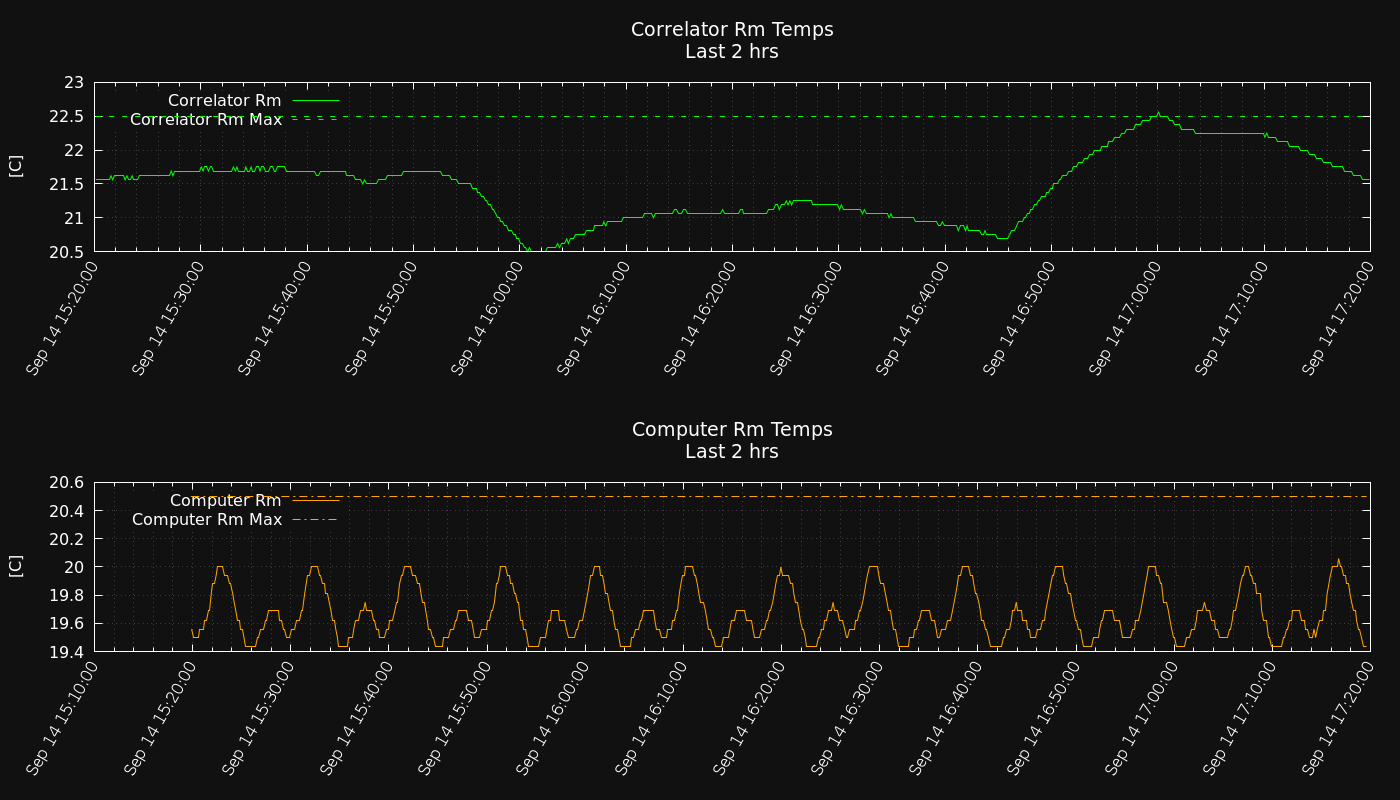 Correlator Rm Temps
Last 2 hrs
23
22.5
22
21.5
21
20.5
[C]
Correlator Rm
Correlator Rm Max
Sep 14 15:20:00
Sep 14 15:30:00
Sep 14 15:40:00
Sep 14 15:50:00
Sep 14 16:00:00
Sep 14 16:10:00
Sep 14 16:20:00
Sep 14 16:30:00
Sep 14 16:40:00
Sep 14 16:50:00
Sep 14 17:00:00
Sep 14 17:10:00
Sep 14 17:20:00
Computer Rm Temps
Last 2 hrs
20.6
20.4
20.2
20
19.8
19.6
19.4
[C]
Computer Rm
Computer Rm Max
Sep 14 15:10:00
Sep 14 15:20:00
Sep 14 15:30:00
Sep 14 15:40:00
Sep 14 15:50:00
Sep 14 16:00:00
Sep 14 16:10:00
Sep 14 16:20:00
Sep 14 16:30:00
Sep 14 16:40:00
Sep 14 16:50:00
Sep 14 17:00:00
Sep 14 17:10:00
Sep 14 17:20:00